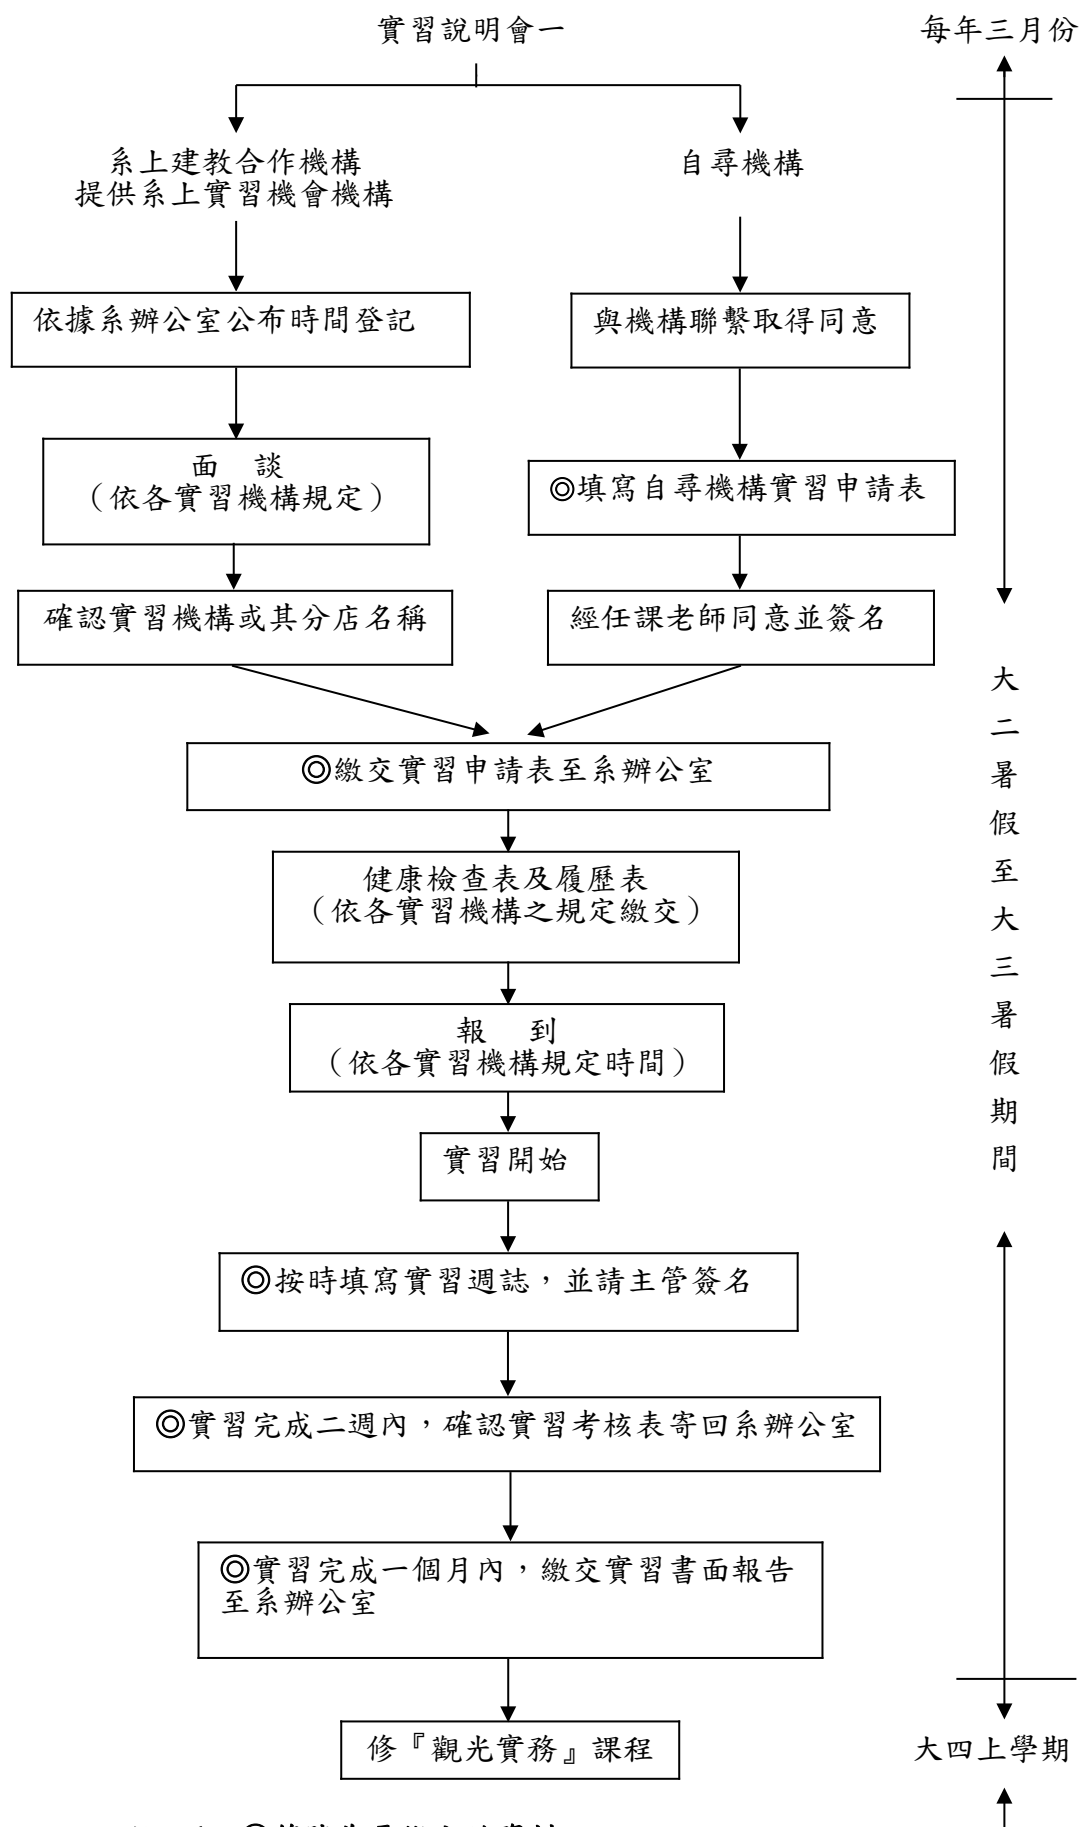 實習說明會一
每年三月份
系上建教合作機構
提供系上實習機會機構
自尋機構
依據系辦公室公布時間登記
與機構聯繫取得同意
面 談
（依各實習機構規定）
◎填寫自尋機構實習申請表
確認實習機構或其分店名稱
經任課老師同意並簽名
◎繳交實習申請表至系辦公室
健康檢查表及履歷表
（依各實習機構之規定繳交）
報 到
（依各實習機構規定時間）
實習開始
◎按時填寫實習週誌，並請主管簽名
◎實習完成二週內，確認實習考核表寄回系辦公室
◎實習完成一個月內，繳交實習書面報告
至系辦公室
大二暑假至大三暑假期間
修『觀光實務』課程
大四上學期